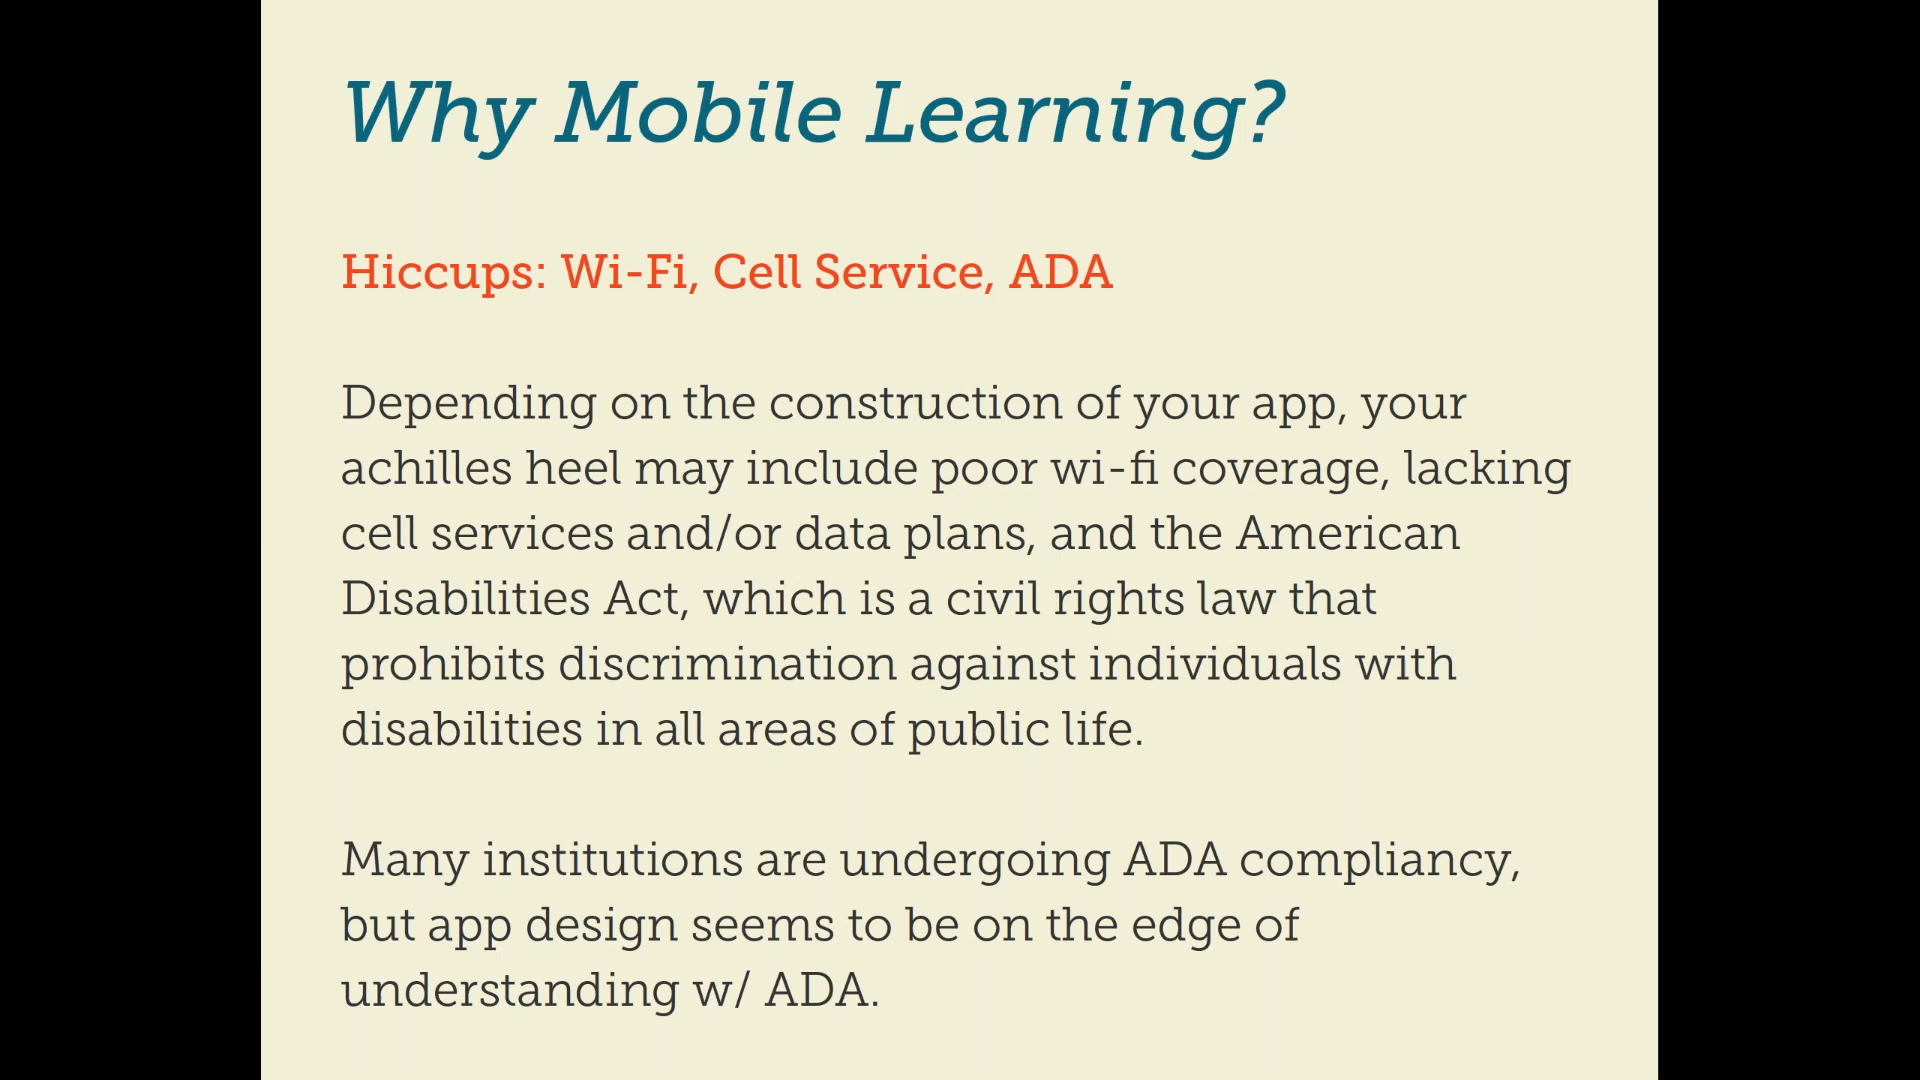 Why Mobile Learning?
Hiccups: Wi-Fi, Cell Service, ADA
Depending on the construction of your app, your
achilles heel may include poor wi-fi coverage, lacking
cell services and/or data plans, and the American
Disabilities Act, which is a civil rights law that
prohibits discrimination against individuals with
disabilities in all areas of public life.
Many institutions are undergoing ADA compliancy,
but app design seems to be on the edge of
understanding w/ ADA.